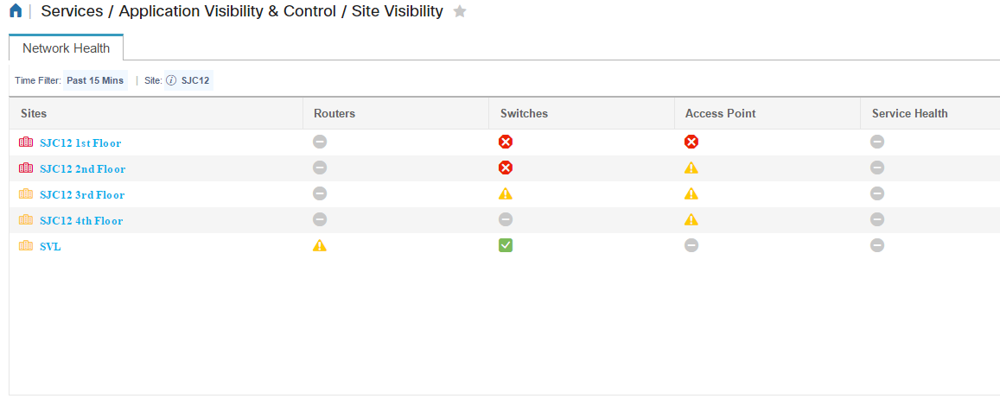 Services / Application Visibility & Control / Site Visibility
Network Health
Time Filter: Past 15 Mins | Site: SJC12
Sites Routers Switches Access Point Service Health
SJC12 1st Floor
SJC12 2nd Floor
SJC12 3rd Floor
SJC12 4th Floor
SVL